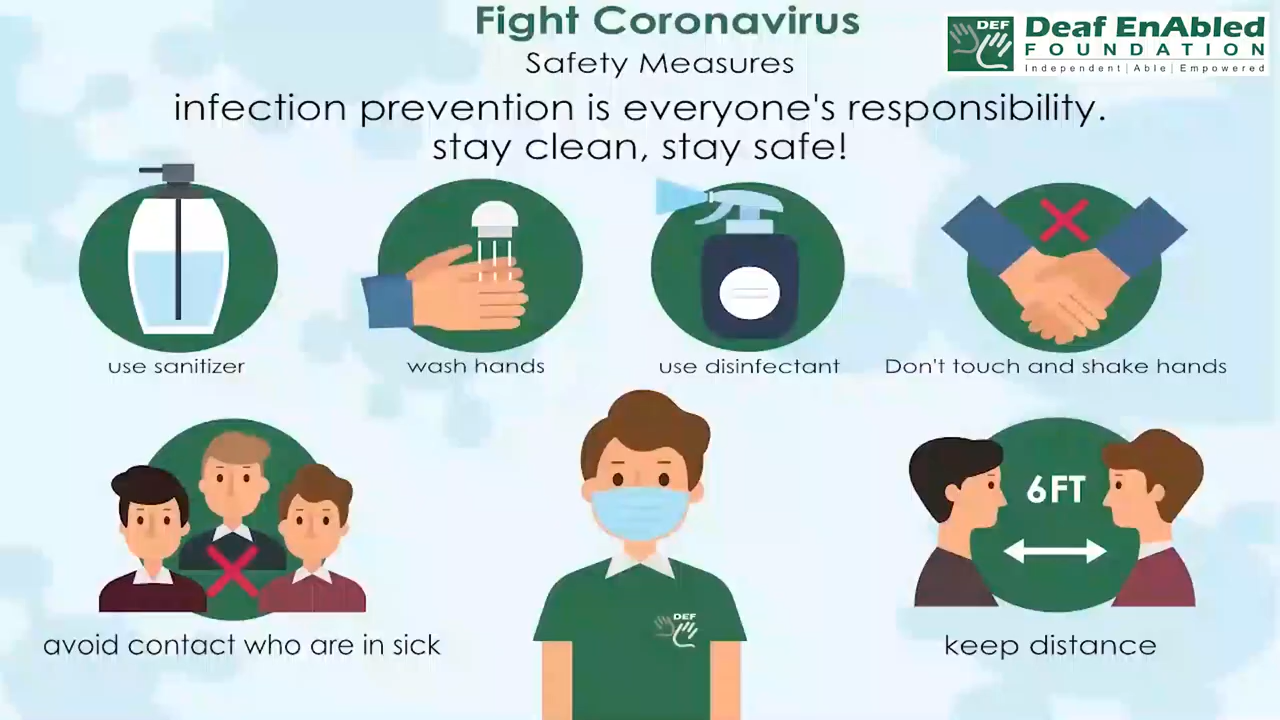 Fight Coronavirus
Safety Measures
DEF
Deaf EnAbled
FOUNDATION
Independent | Able | Empowered
infection prevention is everyone's responsibility.
stay clean, stay safe!
use sanitizer
wash hands
use disinfectant
Don't touch and shake hands
6FT
DEF
avoid contact who are in sick
keep distance